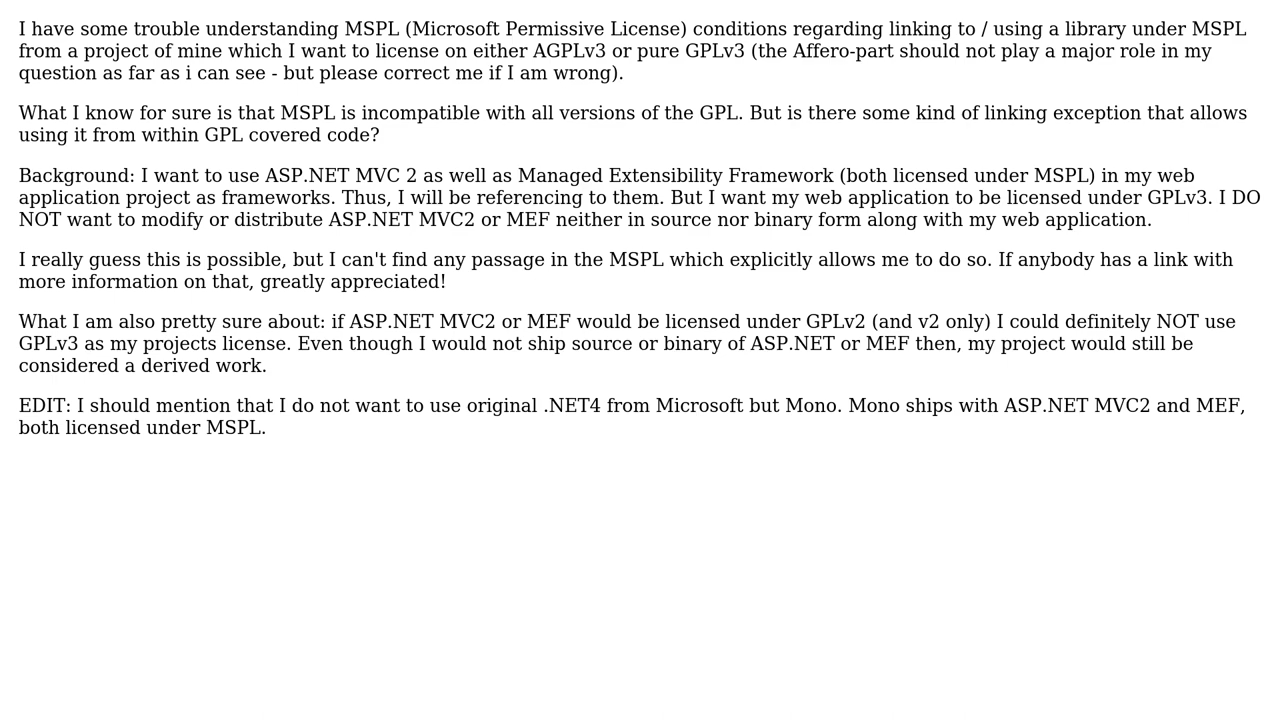 I have some trouble understanding MSPL (Microsoft Permissive License) conditions regarding linking to / using a library under MSPL
from a project of mine which I want to license on either AGPLv3 or pure GPLv3 (the Affero-part should not play a major role in my
question as far as i can see - but please correct me if I am wrong).
What I know for sure is that MSPL is incompatible with all versions of the GPL. But is there some kind of linking exception that allows
using it from within GPL covered code?
Background: I want to use ASP.NET MVC 2 as well as Managed Extensibility Framework (both licensed under MSPL) in my web
application project as frameworks. Thus, I will be referencing to them. But I want my web application to be licensed under GPLv3. I DO
NOT want to modify or distribute ASP.NET MVC2 or MEF neither in source nor binary form along with my web application.
I really guess this is possible, but I can't find any passage in the MSPL which explicitly allows me to do so. If anybody has a link with
more information on that, greatly appreciated!
What I am also pretty sure about: if ASP.NET MVC2 or MEF would be licensed under GPLv2 (and v2 only) I could definitely NOT use
GPLv3 as my projects license. Even though I would not ship source or binary of ASP.NET or MEF then, my project would still be
considered a derived work.
EDIT: I should mention that I do not want to use original .NET4 from Microsoft but Mono. Mono ships with ASP.NET MVC2 and MEF,
both licensed under MSPL.